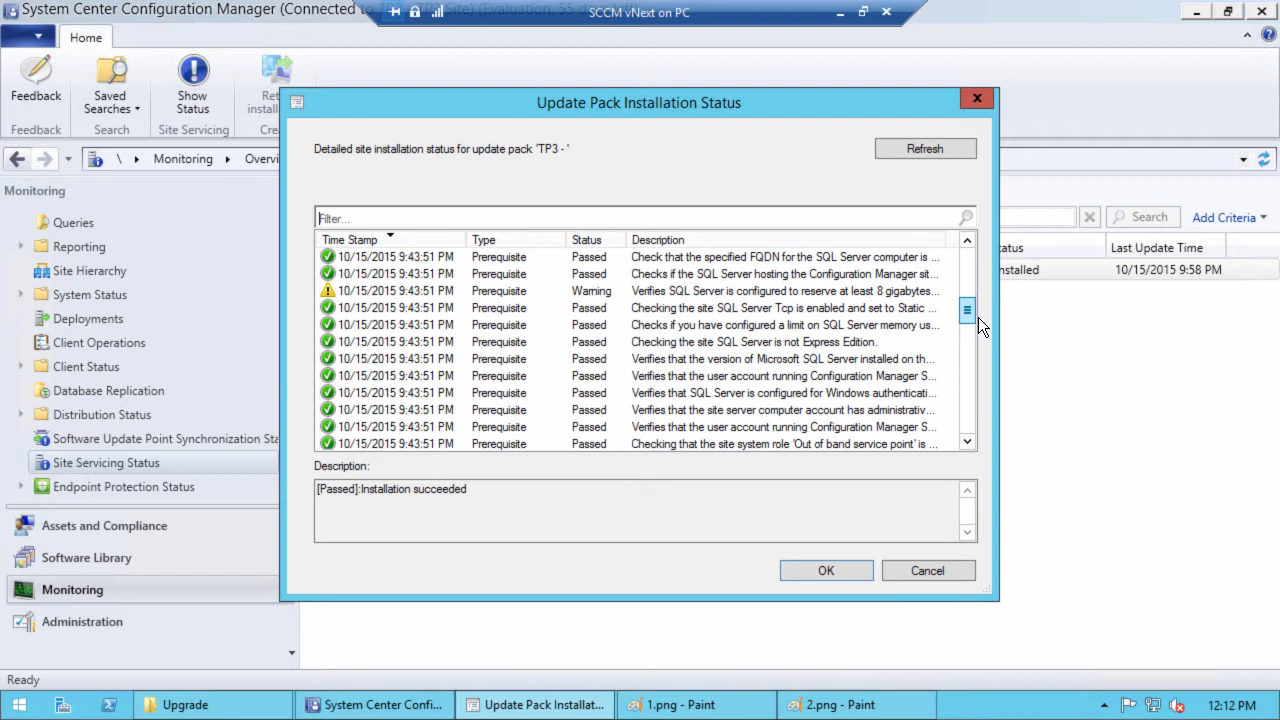 System Center Configuration Manager (Connected to Site) (Evaluation, 55 d
SCCM vNext on PC
Home
Feedback
Saved
Searches
Show
Status
Ret
install
Feedback
Search
Site Servicing
Cre
\ Monitoring Overvi
Monitoring
Queries
Reporting
Site Hierarchy
System Status
Deployments
Client Operations
Client Status
Database Replication
Distribution Status
Software Update Point Synchronization Sta
Site Servicing Status
Endpoint Protection Status
Assets and Compliance
Software Library
Monitoring
Administration
Search
Add Criteria
atus
Last Update Time
nstalled
10/15/2015 9:58 PM
Update Pack Installation Status
Detailed site installation status for update pack 'TP3 - '
Refresh
Filter...
Time Stamp Type Status Description
10/15/2015 9:43:51 PM Prerequisite Passed Check that the specified FQDN for the SQL Server computer is ...
10/15/2015 9:43:51 PM Prerequisite Passed Checks if the SQL Server hosting the Configuration Manager sit...
10/15/2015 9:43:51 PM Prerequisite Warning Verifies SQL Server is configured to reserve at least 8 gigabytes...
10/15/2015 9:43:51 PM Prerequisite Passed Checking the site SQL Server Tcp is enabled and set to Static ...
10/15/2015 9:43:51 PM Prerequisite Passed Checks if you have configured a limit on SQL Server memory us...
10/15/2015 9:43:51 PM Prerequisite Passed Checking the site SQL Server is not Express Edition.
10/15/2015 9:43:51 PM Prerequisite Passed Verifies that the version of Microsoft SQL Server installed on th...
10/15/2015 9:43:51 PM Prerequisite Passed Verifies that the user account running Configuration Manager S...
10/15/2015 9:43:51 PM Prerequisite Passed Verifies that SQL Server is configured for Windows authenticati...
10/15/2015 9:43:51 PM Prerequisite Passed Verifies that the site server computer account has administrativ...
10/15/2015 9:43:51 PM Prerequisite Passed Verifies that the user account running Configuration Manager S...
10/15/2015 9:43:51 PM Prerequisite Passed Checking that the site system role 'Out of band service point' is ...
Description:
[Passed]:Installation succeeded
OK
Cancel
Ready
Upgrade
System Center Confi...
Update Pack Installat...
1.png - Paint
2.png - Paint
12:12 PM